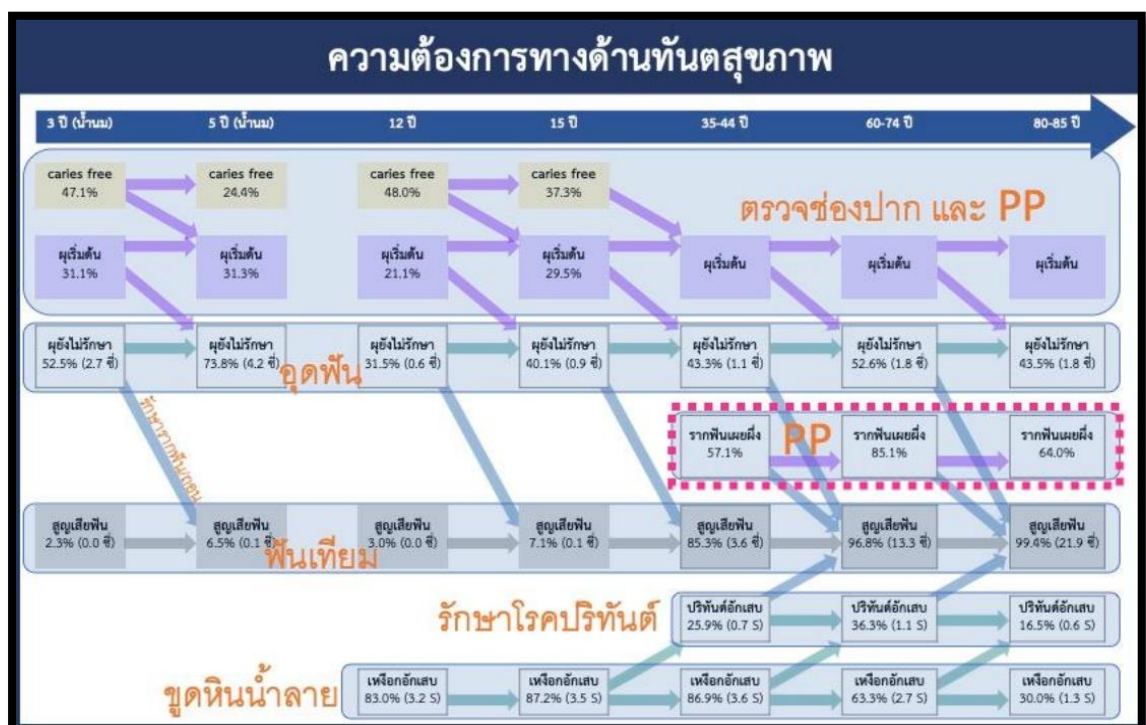 ความต้องการทางด้านทันตสุขภาพ
3 ปี (น้ำนม)
5 ปี (น้ำนม)
12 ปี
15 ปี
35-44 ปี
60-74 ปี
80-85 ปี
caries free
47.1%
caries free
24.4%
caries free
48.0%
caries free
37.3%
ตรวจช่องปาก และ PP
ผุเริ่มต้น
31.1%
ผุเริ่มต้น
31.3%
ผุเริ่มต้น
21.1%
ผุเริ่มต้น
29.5%
ผุเริ่มต้น
ผุเริ่มต้น
ผุเริ่มต้น
ผุยังไม่รักษา
52.5% (2.7 ซี่)
ผุยังไม่รักษา
73.8% (4.2 ซี่)
ผุยังไม่รักษา
31.5% (0.6 ซี่)
ผุยังไม่รักษา
40.1% (0.9 ซี่)
ผุยังไม่รักษา
43.3% (1.1 ซี่)
ผุยังไม่รักษา
52.6% (1.8 ซี่)
ผุยังไม่รักษา
43.5% (1.8 ซี่)
อุดฟัน
รักษารากฟัน/ถอน
รากฟันเผยผึ่ง
57.1%
PP
รากฟันเผยผึ่ง
85.1%
รากฟันเผยผึ่ง
64.0%
สูญเสียฟัน
2.3% (0.0 ซี่)
สูญเสียฟัน
6.5% (0.1 ซี่)
สูญเสียฟัน
3.0% (0.0 ซี่)
สูญเสียฟัน
7.1% (0.1 ซี่)
สูญเสียฟัน
85.3% (3.6 ซี่)
สูญเสียฟัน
96.8% (13.3 ซี่)
สูญเสียฟัน
99.4% (21.9 ซี่)
ฟันเทียม
รักษาโรคปริทันต์
ปริทันต์อักเสบ
25.9% (0.7 S)
ปริทันต์อักเสบ
36.3% (1.1 S)
ปริทันต์อักเสบ
16.5% (0.6 S)
ขูดหินน้ำลาย
เหงือกอักเสบ
83.0% (3.2 S)
เหงือกอักเสบ
87.2% (3.5 S)
เหงือกอักเสบ
86.9% (3.6 S)
เหงือกอักเสบ
63.3% (2.7 S)
เหงือกอักเสบ
30.0% (1.3 S)